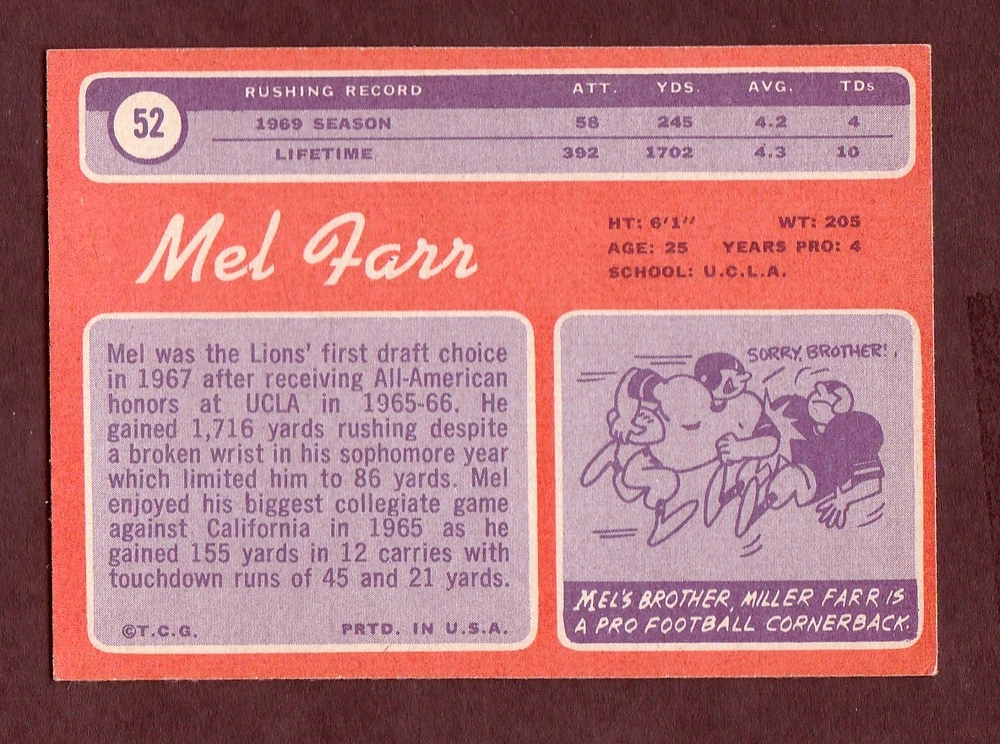 52
RUSHING RECORD ATT. YDS. AVG. TDs
1969 SEASON 58 245 4.2 4
LIFETIME 392 1702 4.3 10
Mel Farr
HT: 6'1" WT: 205
AGE: 25 YEARS PRO: 4
SCHOOL: U.C.L.A.
Mel was the Lions' first draft choice
in 1967 after receiving All-American
honors at UCLA in 1965-66. He
gained 1,716 yards rushing despite
a broken wrist in his sophomore year
which limited him to 86 yards. Mel
enjoyed his biggest collegiate game
against California in 1965 as he
gained 155 yards in 12 carries with
touchdown runs of 45 and 21 yards.
©T.C.G. PRTD. IN U.S.A.
SORRY, BROTHER!
MEL'S BROTHER, MILLER FARR IS
A PRO FOOTBALL CORNERBACK.